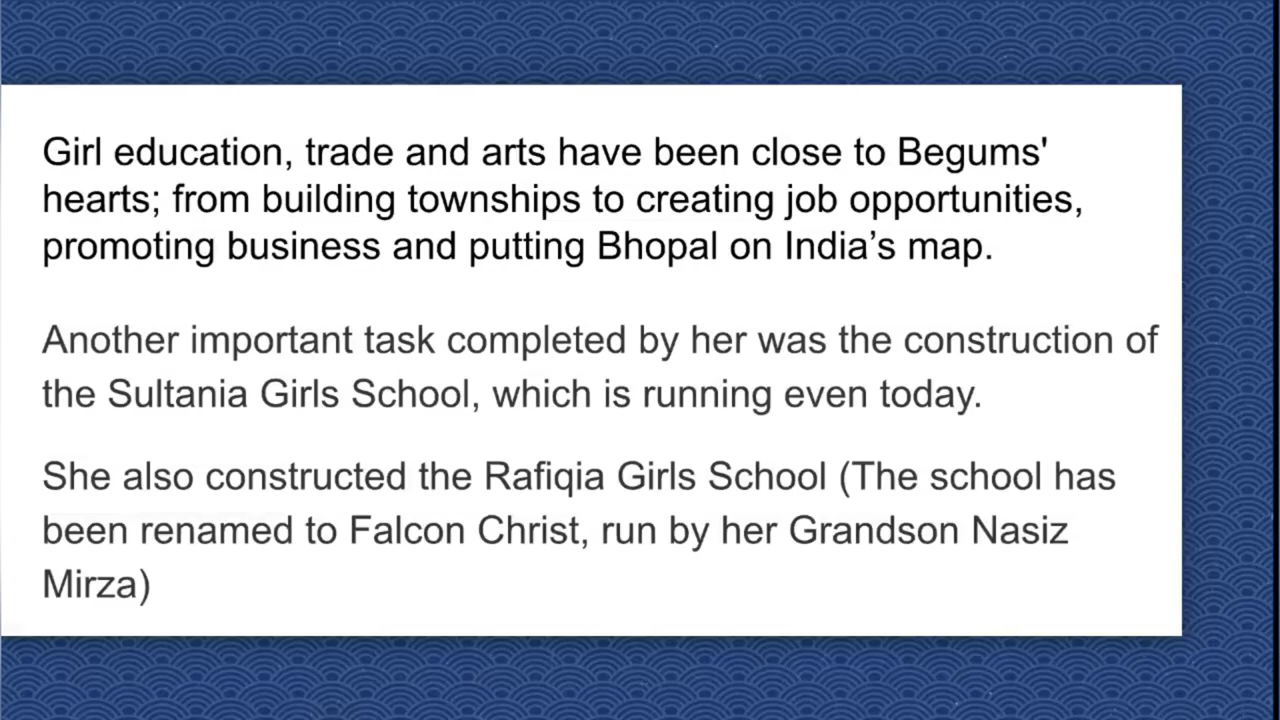 Girl education, trade and arts have been close to Begums'
hearts; from building townships to creating job opportunities,
promoting business and putting Bhopal on India’s map.
Another important task completed by her was the construction of
the Sultania Girls School, which is running even today.
She also constructed the Rafiqia Girls School (The school has
been renamed to Falcon Christ, run by her Grandson Nasiz
Mirza)